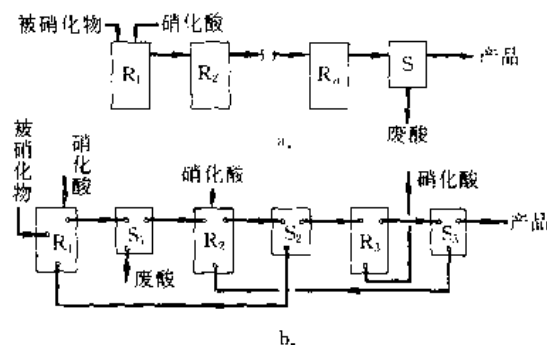 被硝化物 硝化酸
R₁ R₂ Rₙ S 产品
废酸
a.
被硝化物 硝化酸 硝化酸 硝化酸
R₁ S₁ R₂ S₂ R₃ S₃ 产品
废酸
b.